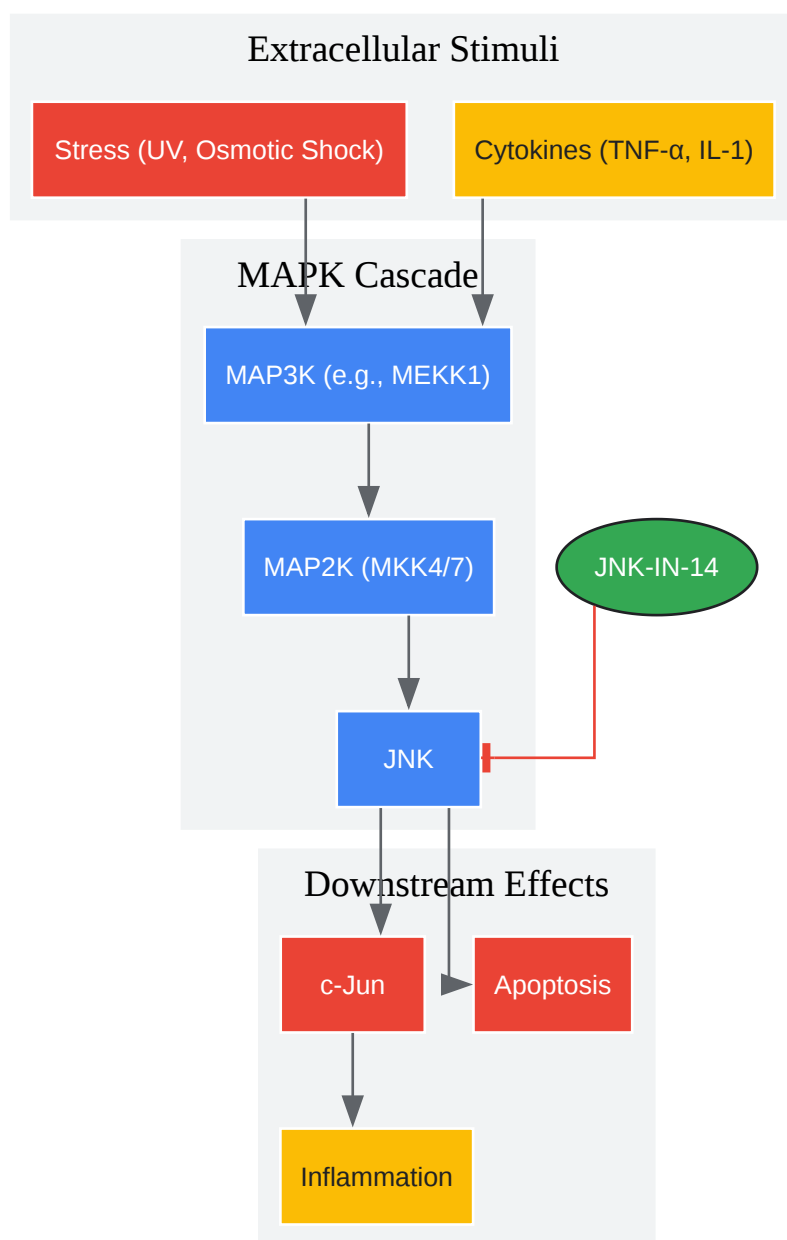 Extracellular Stimuli
Stress (UV, Osmotic Shock)
Cytokines (TNF-α, IL-1)
MAPK Cascade
MAP3K (e.g., MEKK1)
MAP2K (MKK4/7)
JNK-IN-14
JNK
Downstream Effects
c-Jun
Apoptosis
Inflammation